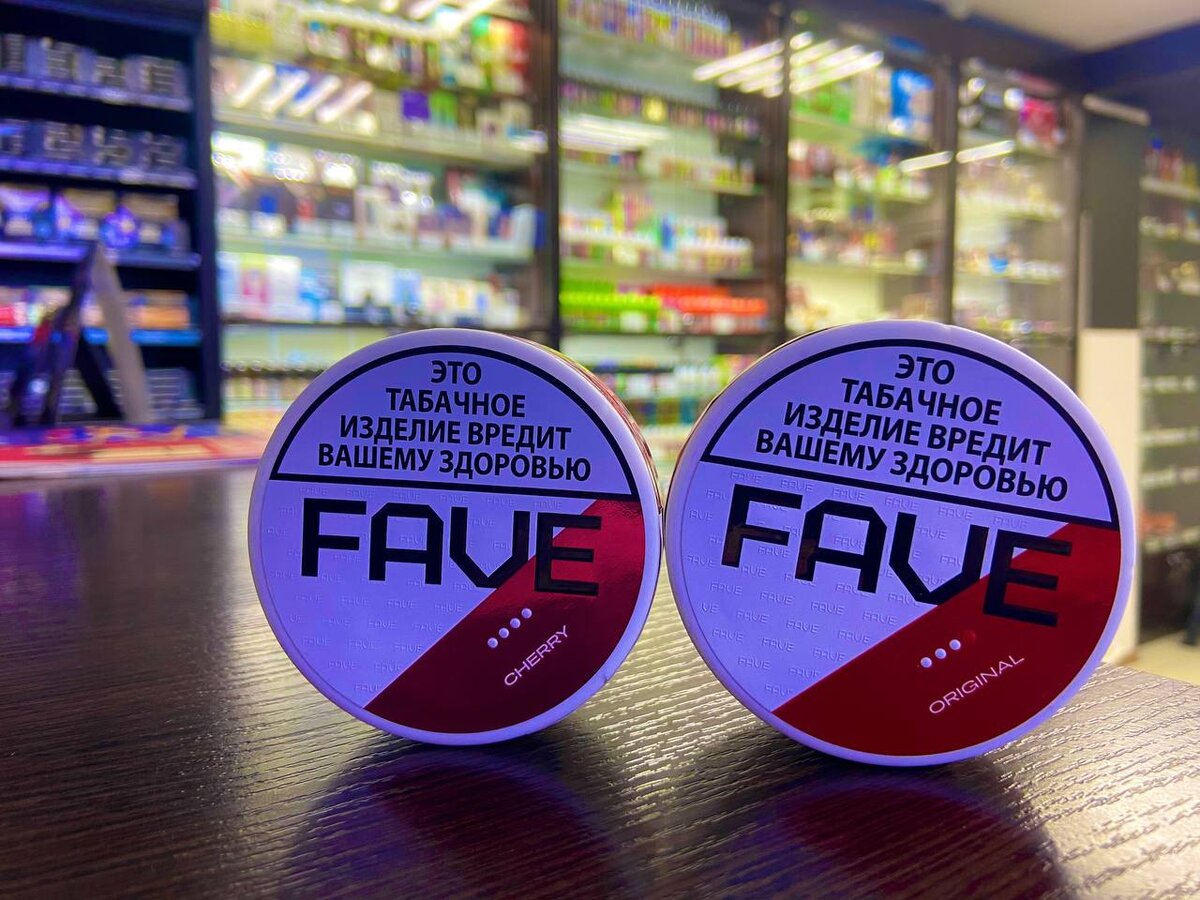 ЭТО
ТАБАЧНОЕ
ИЗДЕЛИЕ ВРЕДИТ
ВАШЕМУ ЗДОРОВЬЮ
FAVE
CHERRY
ЭТО
ТАБАЧНОЕ
ИЗДЕЛИЕ ВРЕДИТ
ВАШЕМУ ЗДОРОВЬЮ
FAVE
ORIGINAL